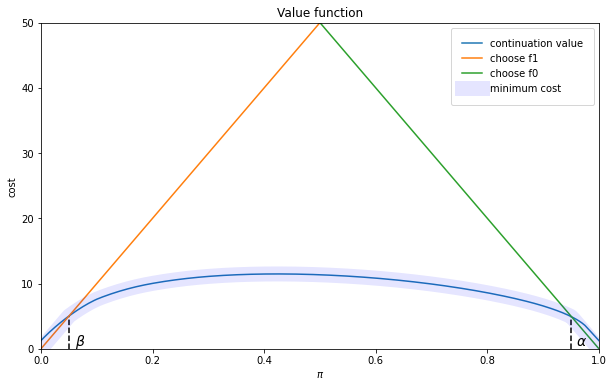 Value function
50
40
30
20
10
0
cost
continuation value
choose f1
choose f0
minimum cost
β
α
0.0 0.2 0.4 0.6 0.8 1.0
π